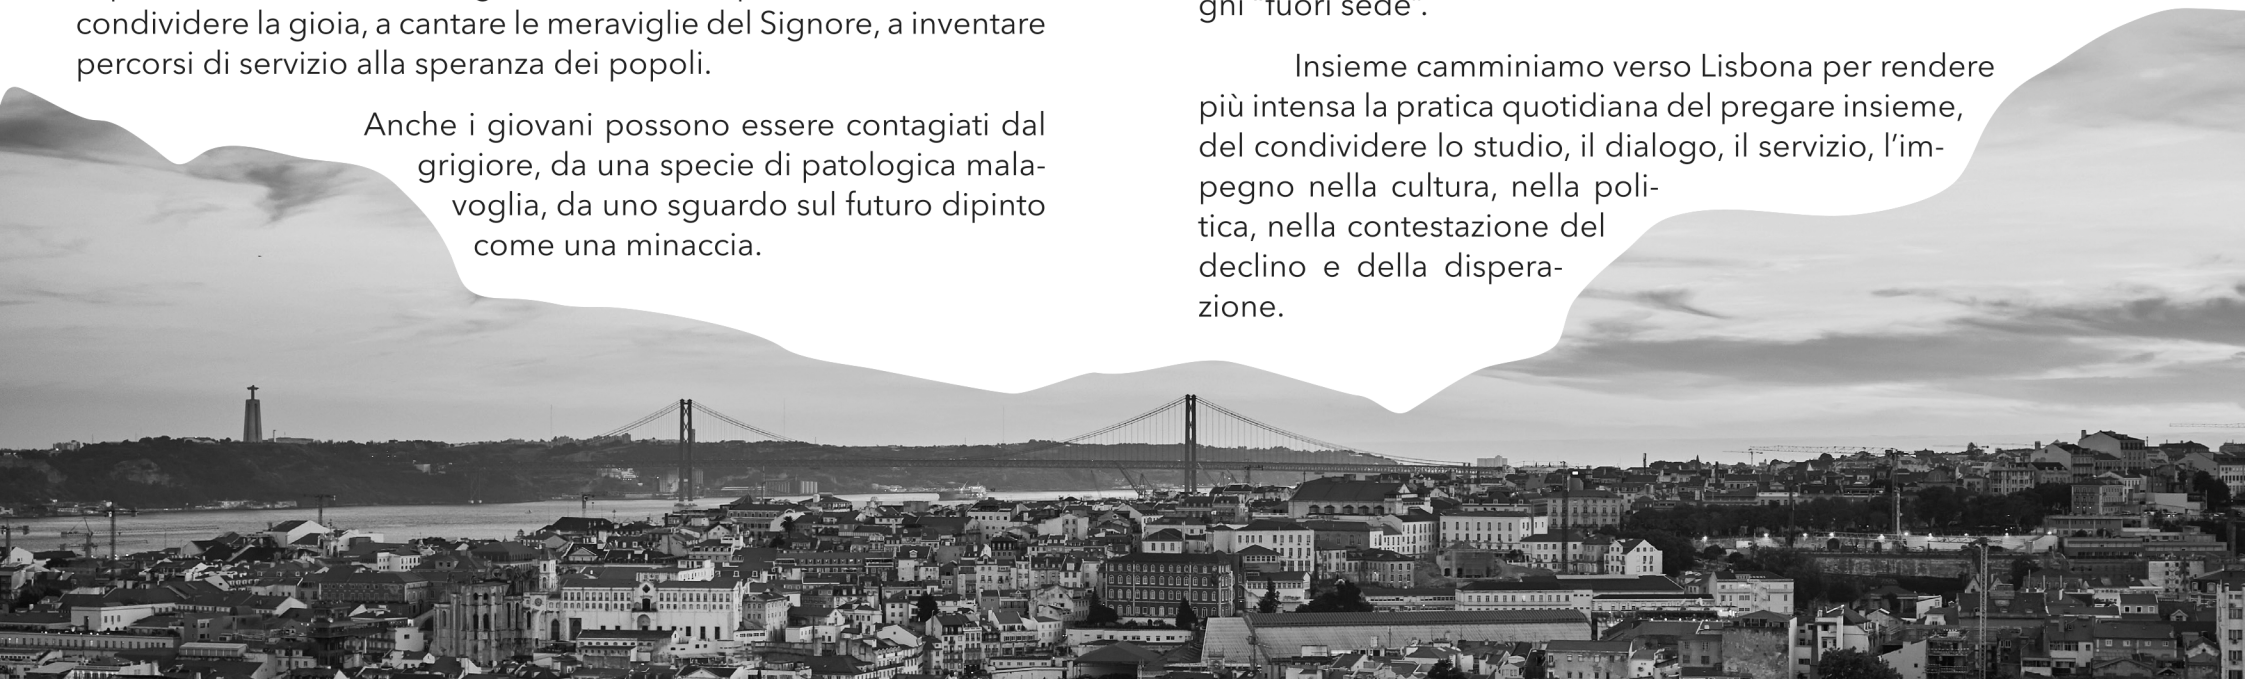 condividere la gioia, a cantare le meraviglie del Signore, a inventare
percorsi di servizio alla speranza dei popoli.
Anche i giovani possono essere contagiati dal
grigiore, da una specie di patologica mala-
voglia, da uno sguardo sul futuro dipinto
come una minaccia.
ghi "fuori sede".
Insieme camminiamo verso Lisbona per rendere
più intensa la pratica quotidiana del pregare insieme,
del condividere lo studio, il dialogo, il servizio, l'im-
pegno nella cultura, nella poli-
tica, nella contestazione del
declino e della dispera-
zione.